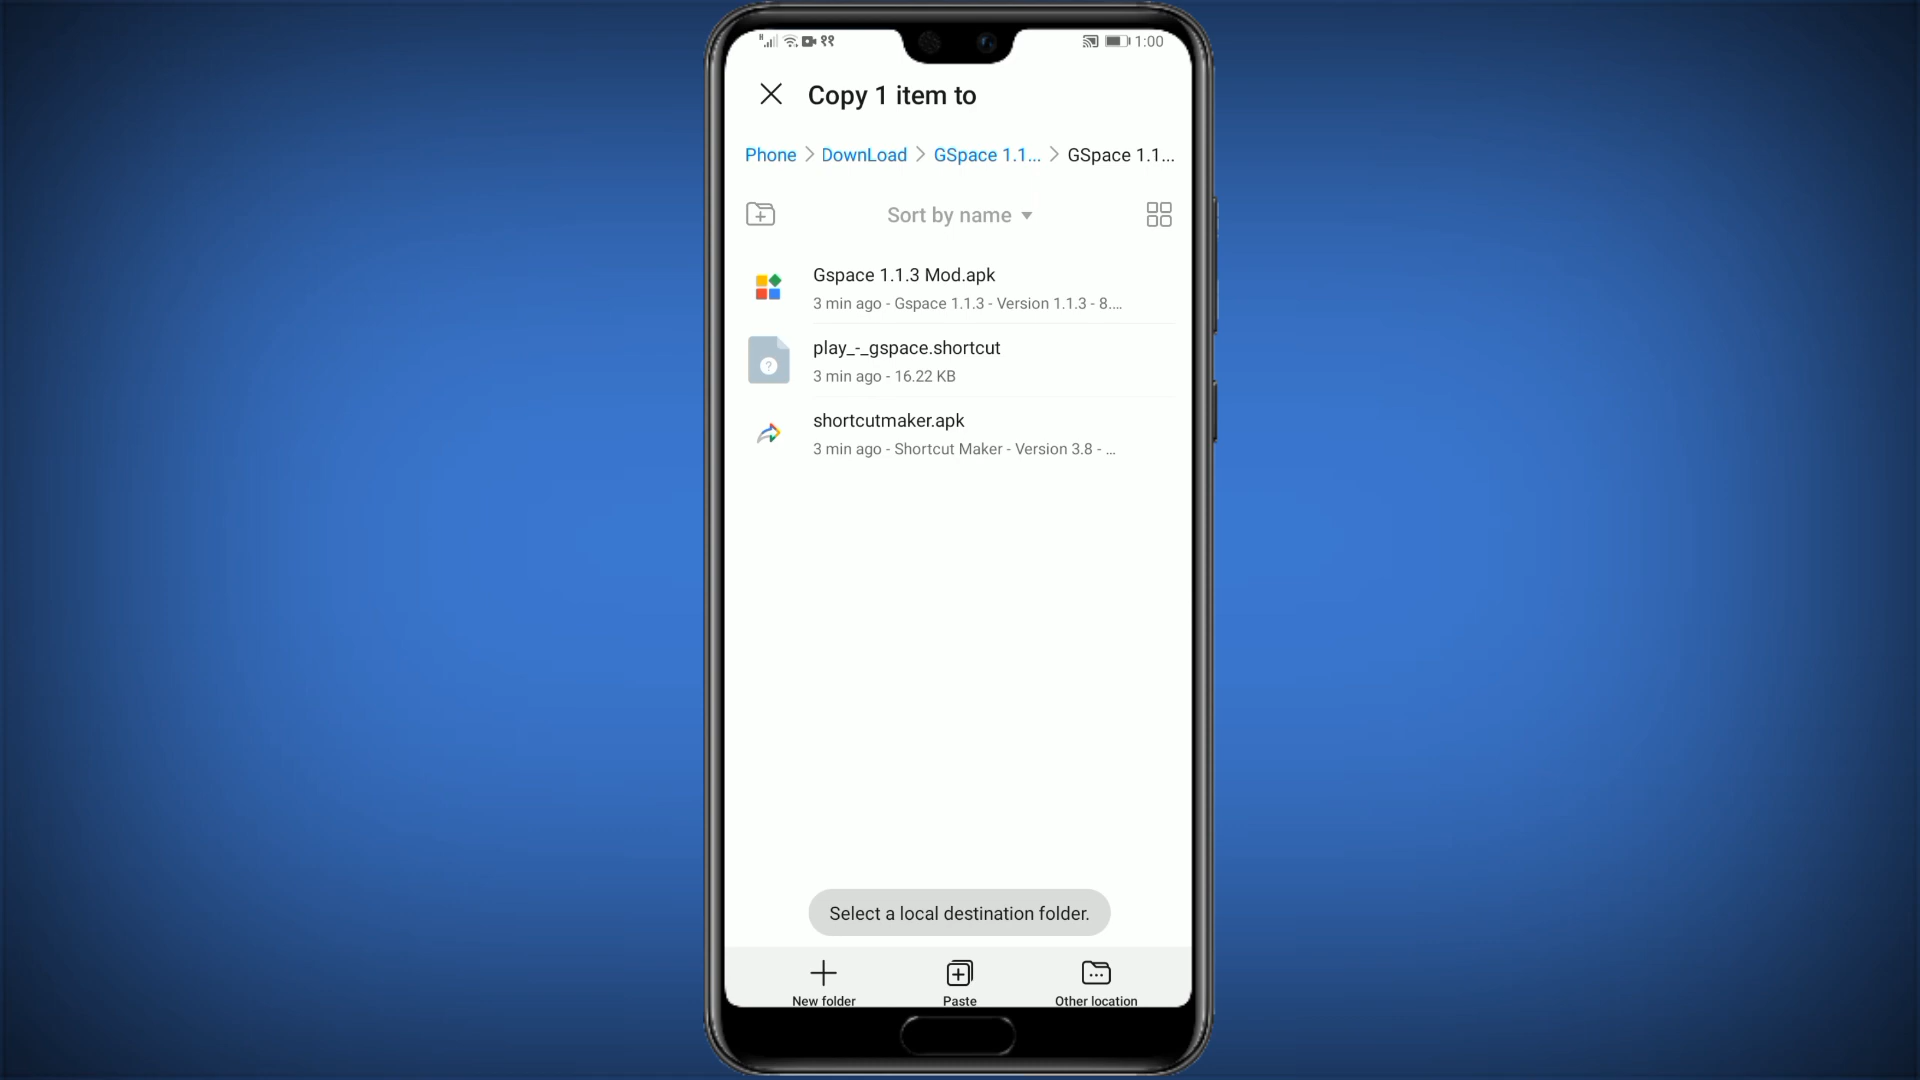 H ११ 1:00
Copy 1 item to
Phone > DownLoad > GSpace 1.1... > GSpace 1.1...
Sort by name
Gspace 1.1.3 Mod.apk
3 min ago - Gspace 1.1.3 - Version 1.1.3 - 8....
play_-_gspace.shortcut
3 min ago - 16.22 KB
shortcutmaker.apk
3 min ago - Shortcut Maker - Version 3.8 - ...
Select a local destination folder.
New folder Paste Other location